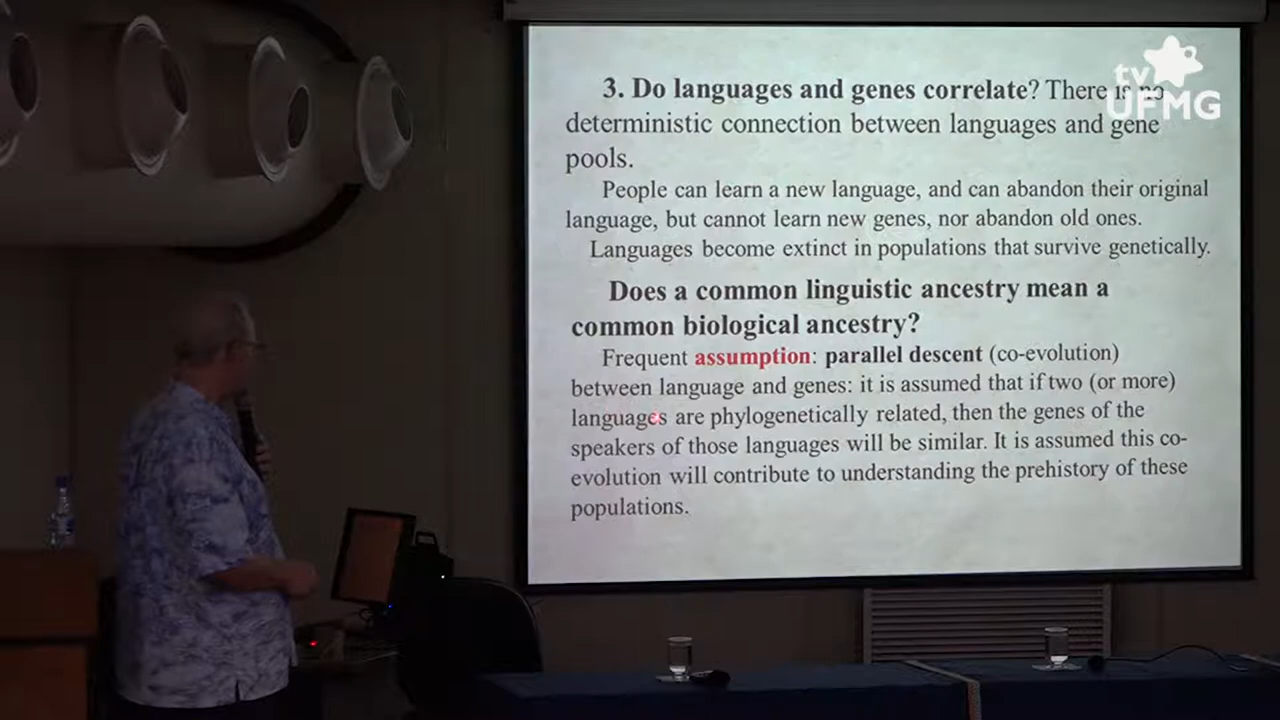 3. Do languages and genes correlate? There is no
deterministic connection between languages and gene
pools.
People can learn a new language, and can abandon their original
language, but cannot learn new genes, nor abandon old ones.
Languages become extinct in populations that survive genetically.
Does a common linguistic ancestry mean a
common biological ancestry?
Frequent assumption: parallel descent (co-evolution)
between language and genes: it is assumed that if two (or more)
languages are phylogenetically related, then the genes of the
speakers of those languages will be similar. It is assumed this co-
evolution will contribute to understanding the prehistory of these
populations.
tv
UFMG